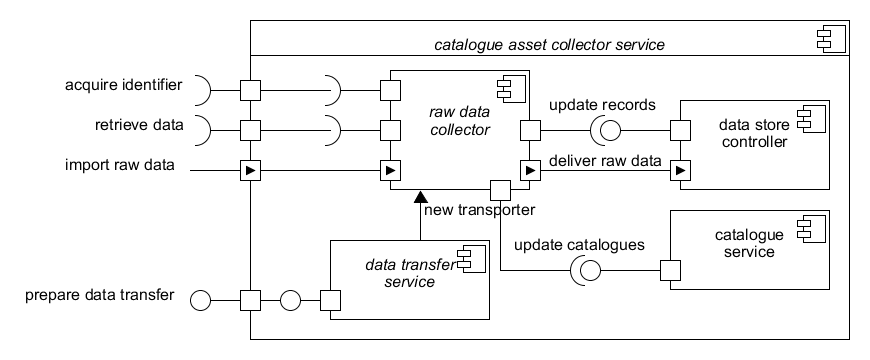 catalogue asset collector service
acquire identifier
retrieve data
import raw data
raw data
collector
update records
data store
controller
deliver raw data
new transporter
update catalogues
catalogue
service
data transfer
service
prepare data transfer